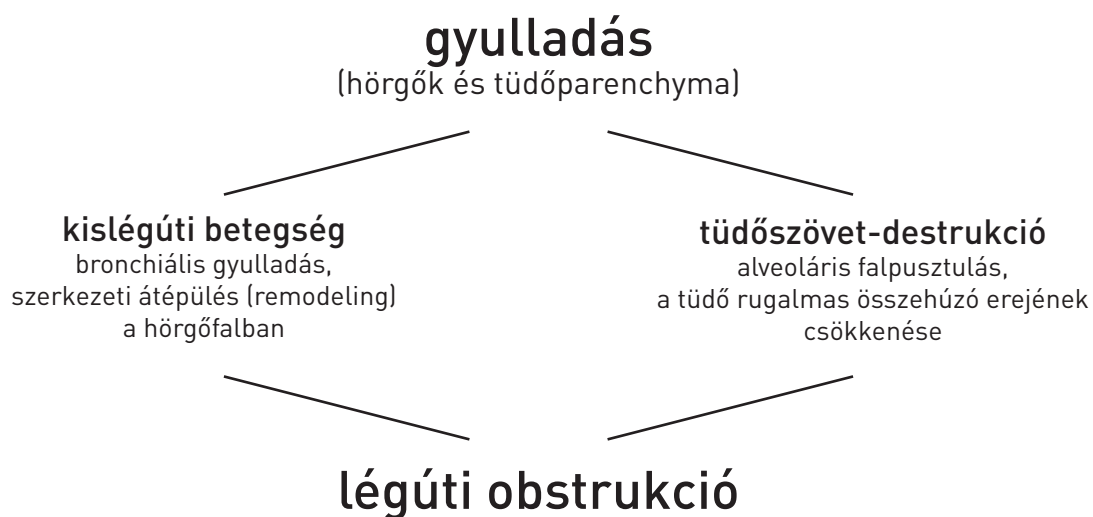 gyulladás
(hörgők és tüdőparenchyma)
kislégúti betegség
bronchiális gyulladás,
szerkezeti átépülés (remodeling)
a hörgőfalban
tüdőszövet-destrukció
alveoláris falpusztulás,
a tüdő rugalmas összehúzó erejének
csökkenése
légúti obstrukció